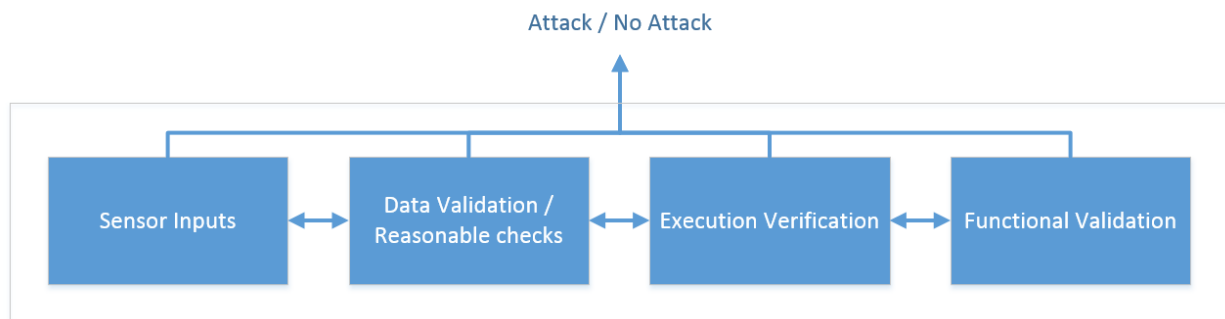 Attack / No Attack
Sensor Inputs
Data Validation /
Reasonable checks
Execution Verification
Functional Validation